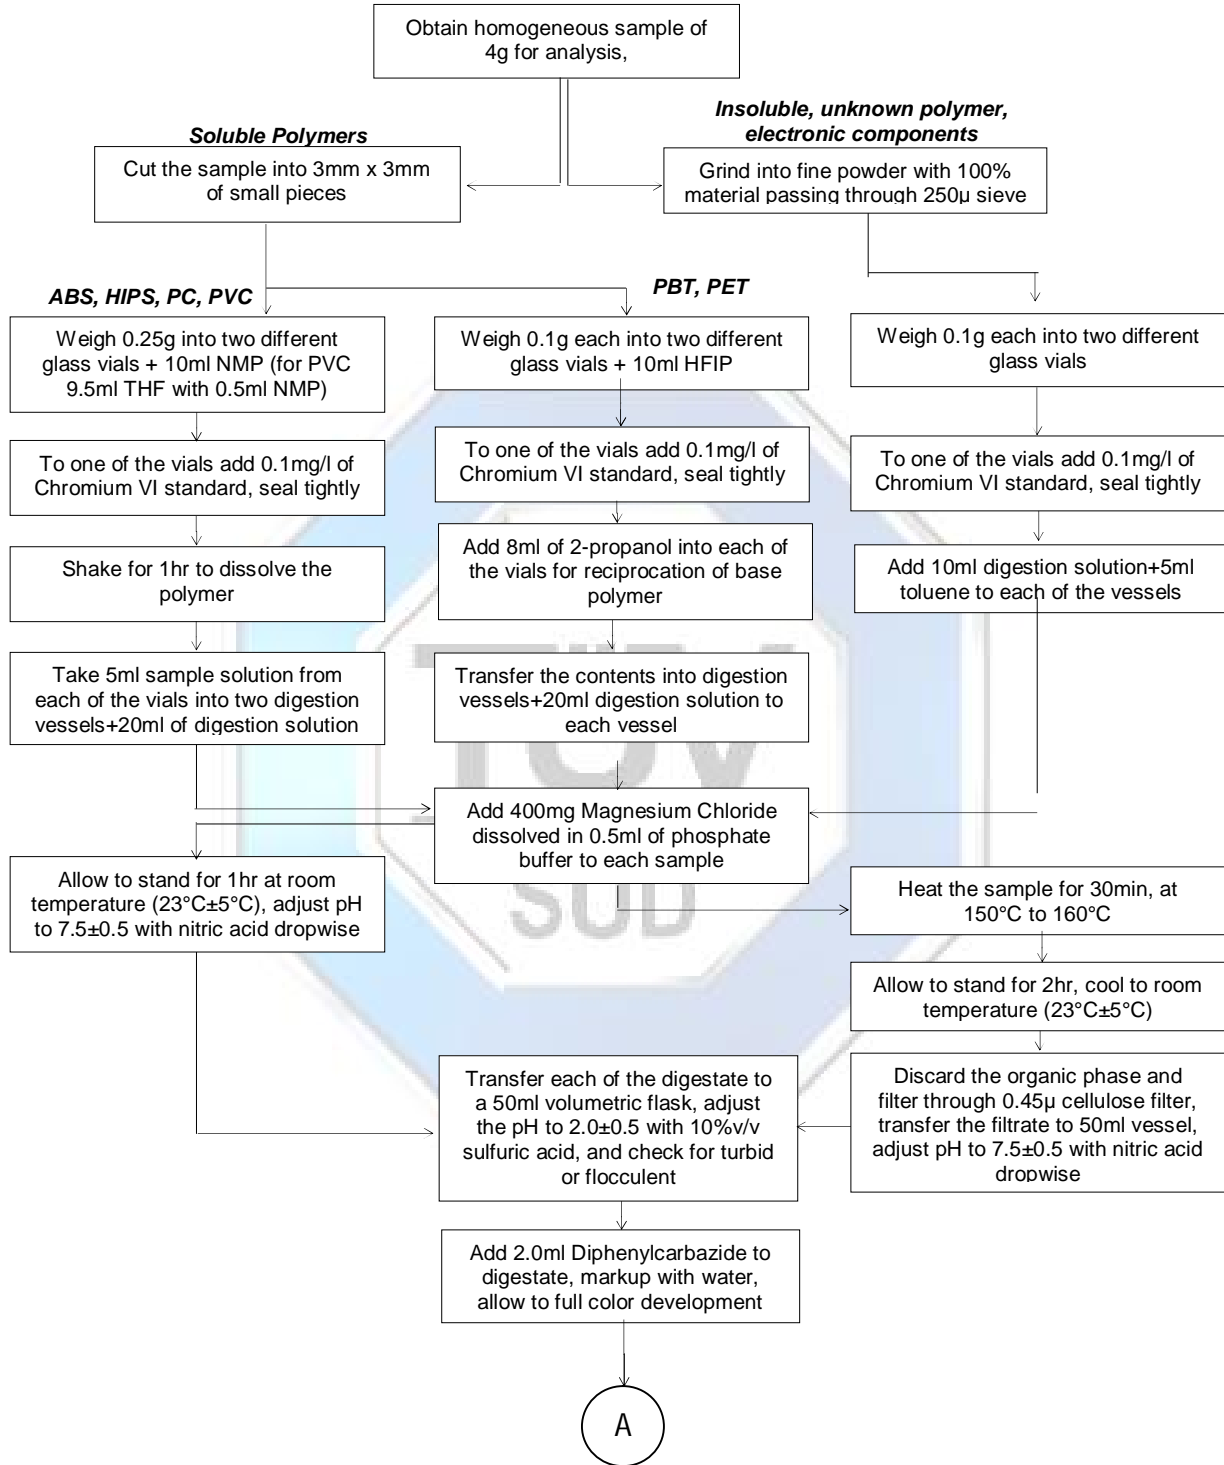 Obtain homogeneous sample of
4g for analysis,
Soluble Polymers
Insoluble, unknown polymer,
electronic components
Cut the sample into 3mm x 3mm
of small pieces
Grind into fine powder with 100%
material passing through 250µ sieve
ABS, HIPS, PC, PVC
PBT, PET
Weigh 0.25g into two different
glass vials + 10ml NMP (for PVC
9.5ml THF with 0.5ml NMP)
Weigh 0.1g each into two different
glass vials + 10ml HFIP
Weigh 0.1g each into two different
glass vials
To one of the vials add 0.1mg/l of
Chromium VI standard, seal tightly
To one of the vials add 0.1mg/l of
Chromium VI standard, seal tightly
To one of the vials add 0.1mg/l of
Chromium VI standard, seal tightly
Shake for 1hr to dissolve the
polymer
Add 8ml of 2-propanol into each of
the vials for reciprocation of base
polymer
Add 10ml digestion solution+5ml
toluene to each of the vessels
Take 5ml sample solution from
each of the vials into two digestion
vessels+20ml of digestion solution
Transfer the contents into digestion
vessels+20ml digestion solution to
each vessel
TÜV
SÜD
Add 400mg Magnesium Chloride
dissolved in 0.5ml of phosphate
buffer to each sample
Allow to stand for 1hr at room
temperature (23°C±5°C), adjust pH
to 7.5±0.5 with nitric acid dropwise
Heat the sample for 30min, at
150°C to 160°C
Allow to stand for 2hr, cool to room
temperature (23°C±5°C)
Transfer each of the digestate to
a 50ml volumetric flask, adjust
the pH to 2.0±0.5 with 10%v/v
sulfuric acid, and check for turbid
or flocculent
Discard the organic phase and
filter through 0.45µ cellulose filter,
transfer the filtrate to 50ml vessel,
adjust pH to 7.5±0.5 with nitric acid
dropwise
Add 2.0ml Diphenylcarbazide to
digestate, markup with water,
allow to full color development
A